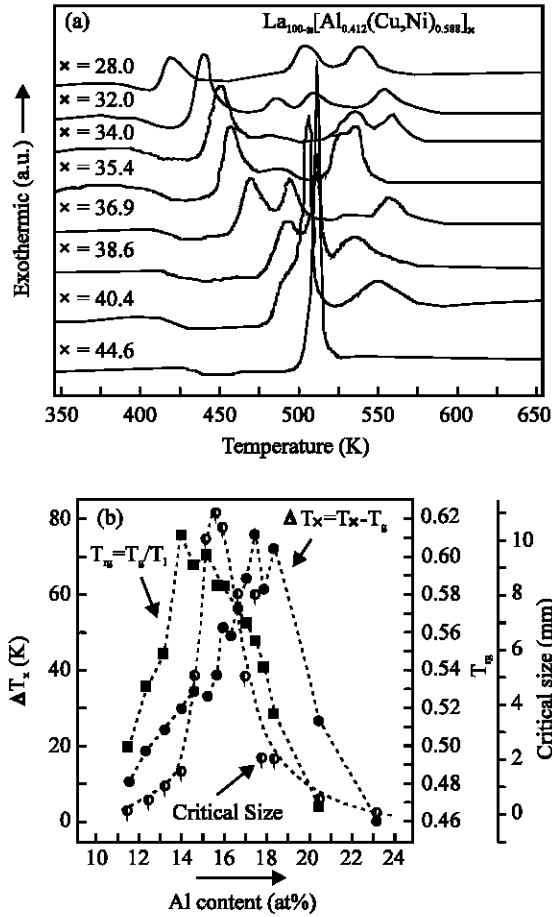 (a)
La₁₀₀₋ₓ[Al₀.₄₁₂(Cu,Ni)₀.₅₈₈]ₓ
x = 28.0
x = 32.0
x = 34.0
x = 35.4
x = 36.9
x = 38.6
x = 40.4
x = 44.6
Exothermic (a.u.)
350 400 450 500 550 600 650
Temperature (K)
(b)
Δ Tx=Tx-Tg
Trg=Tg/Tl
Critical Size
80
60
40
20
0
ΔTx (K)
0.62
0.60
0.58
0.56
0.54
0.52
0.50
0.48
0.46
Trg
10
8
6
4
2
0
Critical size (mm)
10 12 14 16 18 20 22 24
Al content (at%)